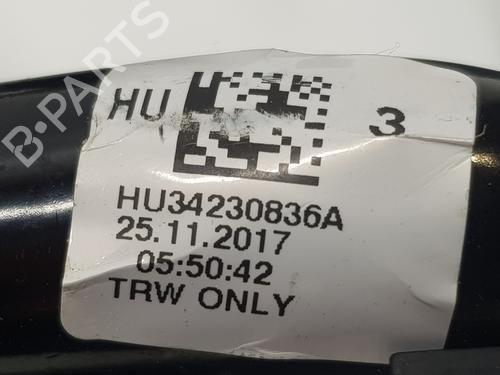 B-PARTS
HU
3
HU34230836A
25.11.2017
05:50:42
TRW ONLY